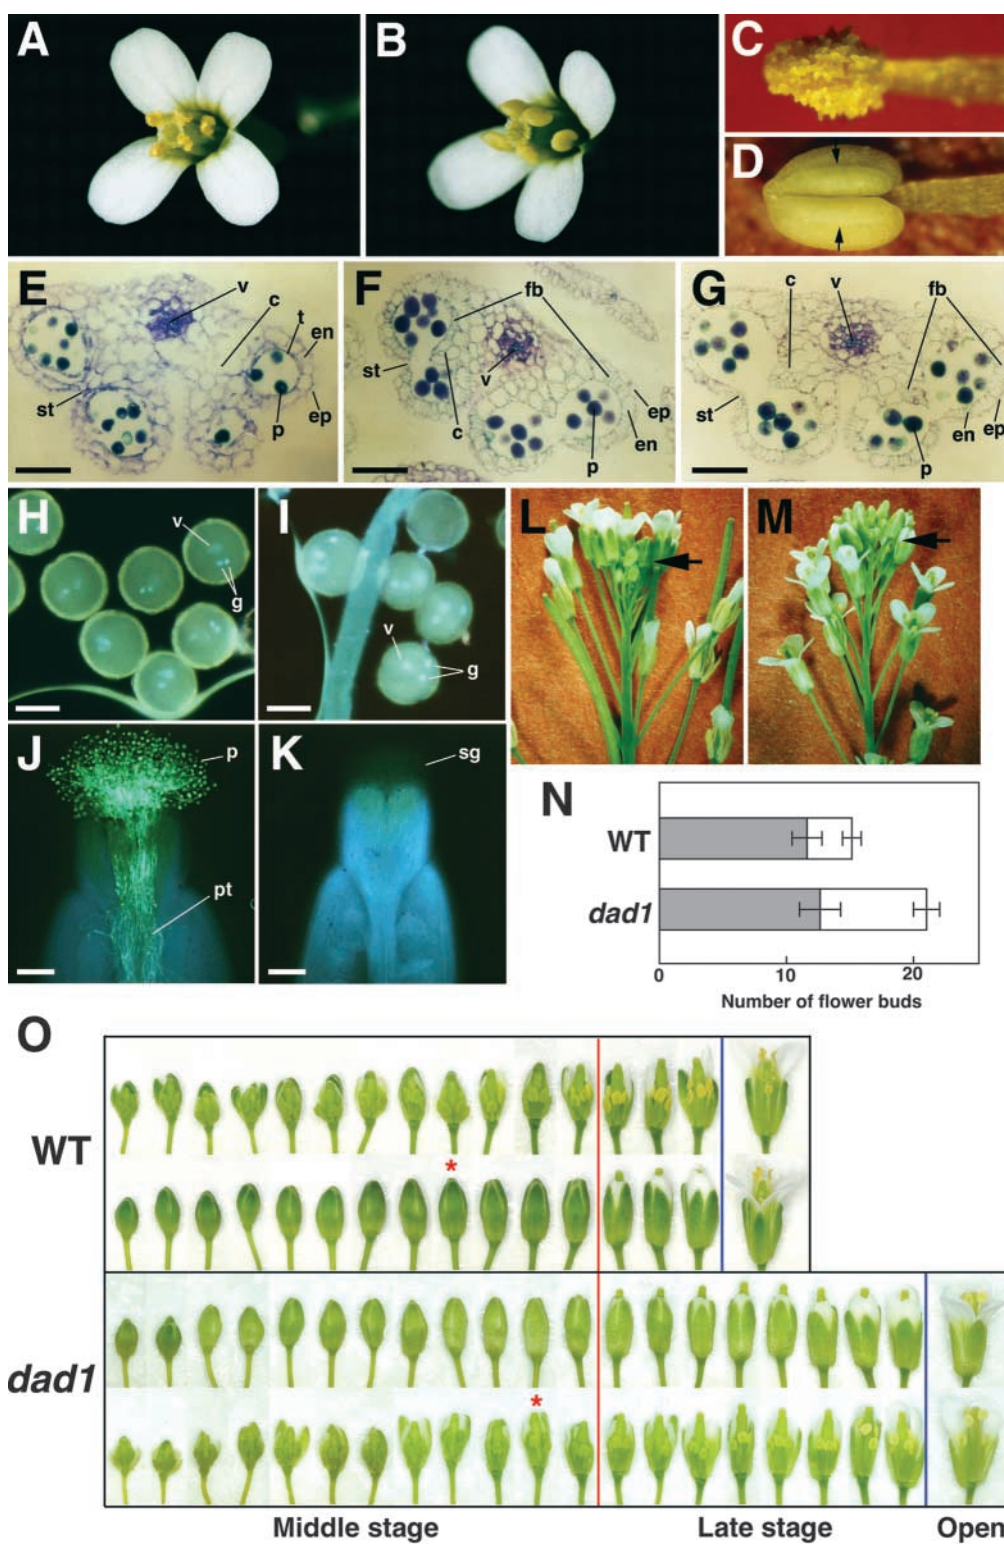 A
B
C
D
E
v
c
t
en
st
p
ep
F
fb
st
v
c
ep
en
p
G
c
v
fb
st
en
ep
p
H
v
g
I
v
g
L
M
J
p
pt
K
sg
N
WT
dad1
0 10 20
Number of flower buds
O
WT
*
dad1
*
Middle stage Late stage Open